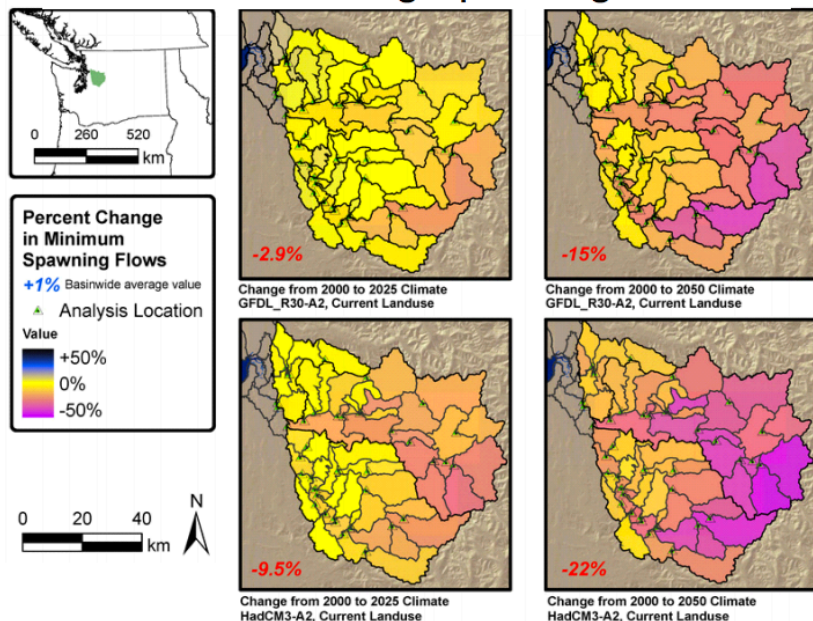 0 260 520
km
Percent Change
in Minimum
Spawning Flows
+1% Basinwide average value
Analysis Location
Value
+50%
0%
-50%
N
0 20 40
km
-2.9%
Change from 2000 to 2025 Climate
GFDL_R30-A2, Current Landuse
-15%
Change from 2000 to 2050 Climate
GFDL_R30-A2, Current Landuse
-9.5%
Change from 2000 to 2025 Climate
HadCM3-A2, Current Landuse
-22%
Change from 2000 to 2050 Climate
HadCM3-A2, Current Landuse